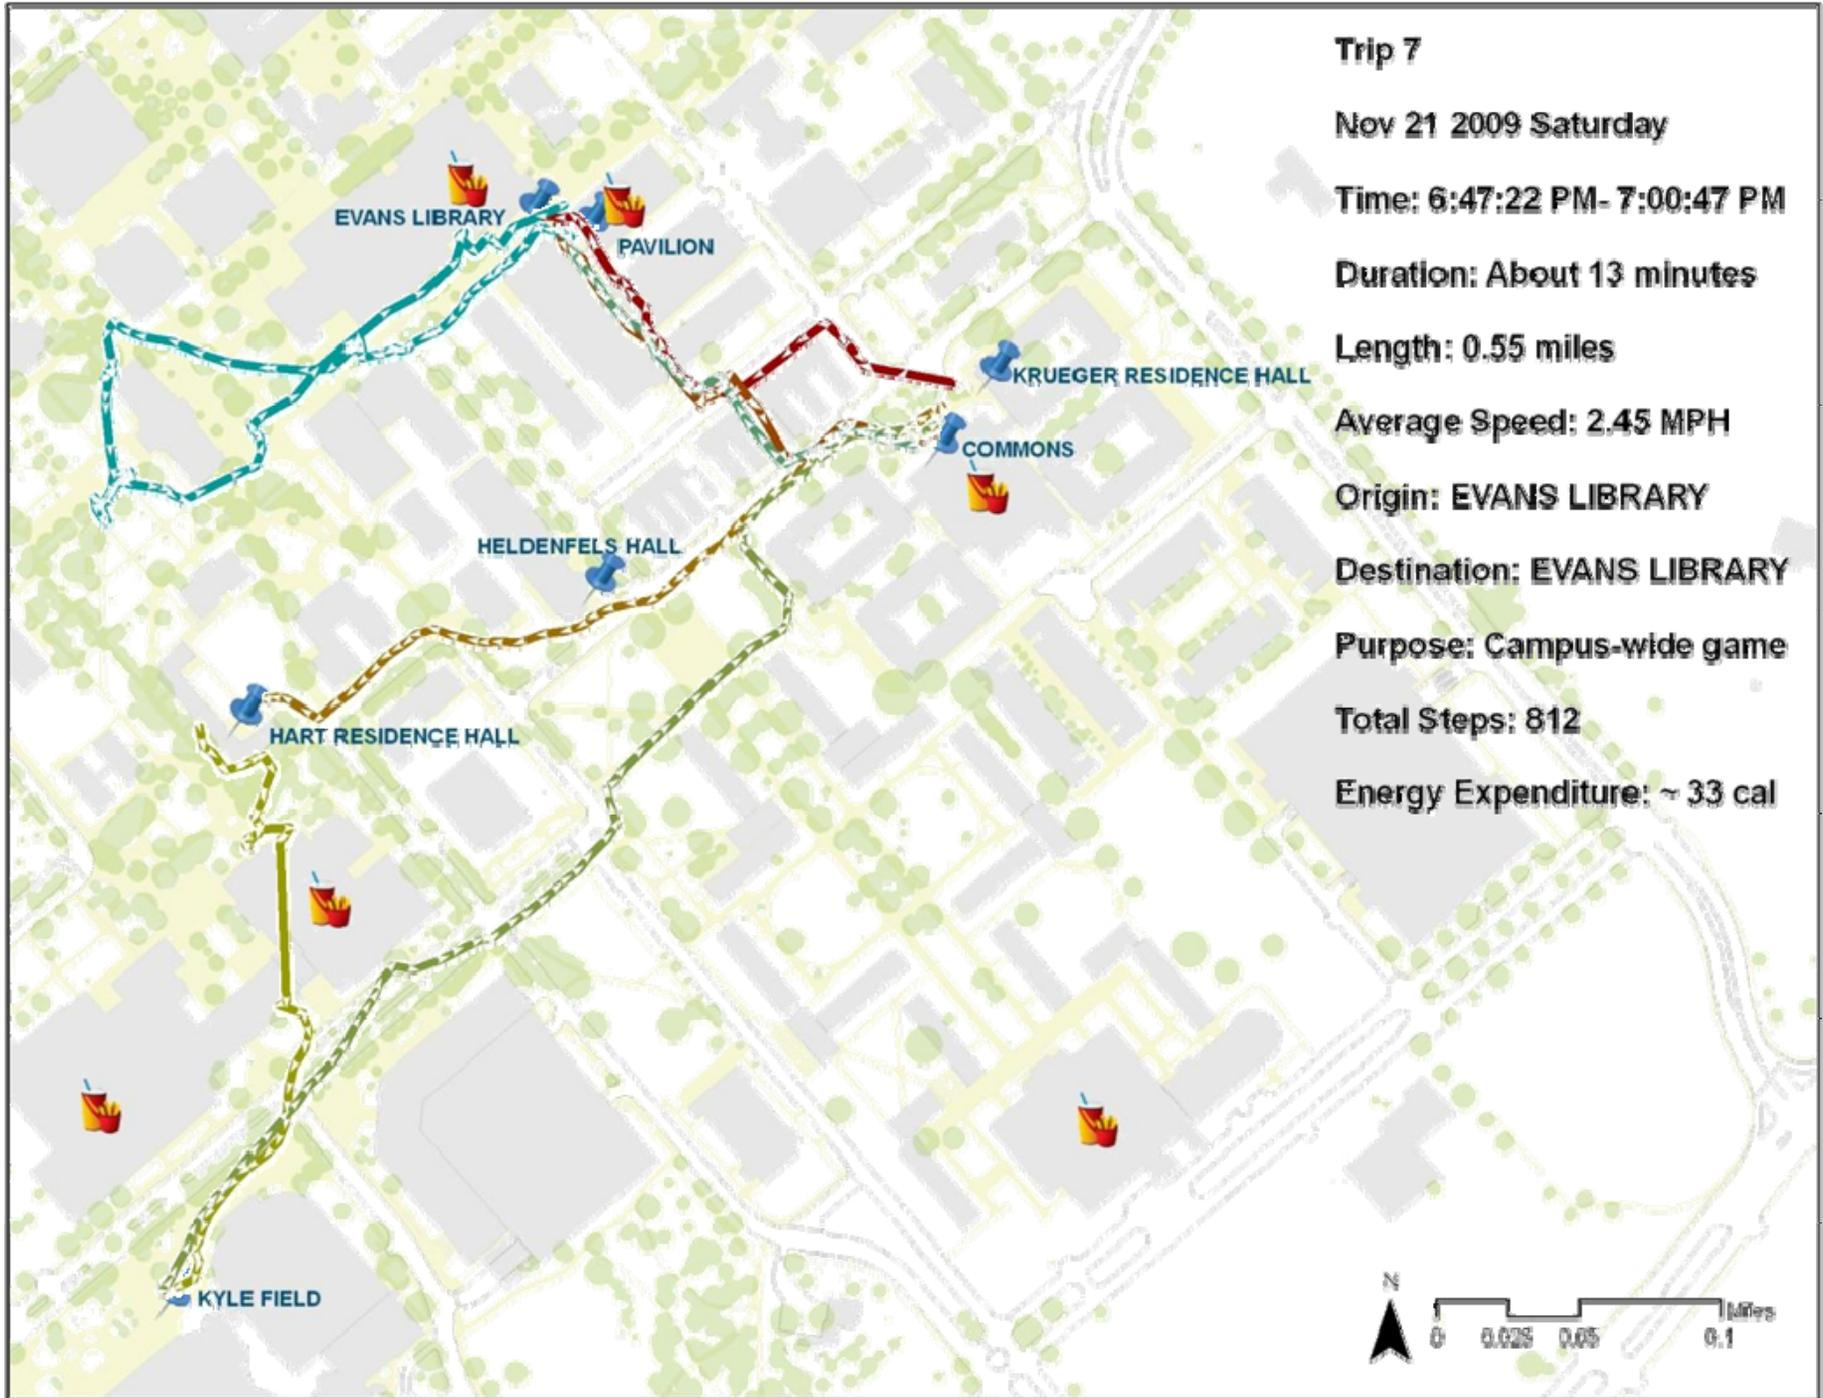 Trip 7
Nov 21 2009 Saturday
Time: 6:47:22 PM- 7:00:47 PM
Duration: About 13 minutes
Length: 0.55 miles
Average Speed: 2.45 MPH
Origin: EVANS LIBRARY
Destination: EVANS LIBRARY
Purpose: Campus-wide game
Total Steps: 812
Energy Expenditure: ~ 33 cal
EVANS LIBRARY
PAVILION
KRUEGER RESIDENCE HALL
COMMONS
HELDENFELS HALL
HART RESIDENCE HALL
KYLE FIELD
N
Miles
0 0.025 0.05 0.1